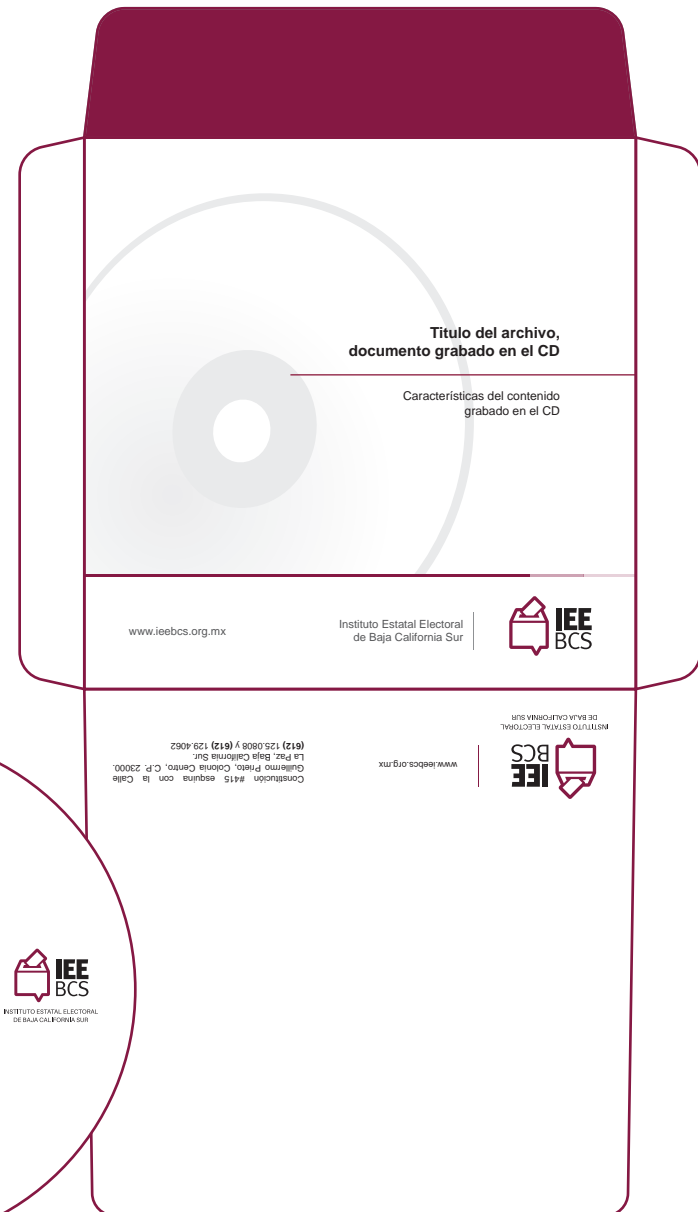 Titulo del archivo,
documento grabado en el CD
Características del contenido
grabado en el CD
www.ieebcs.org.mx
Instituto Estatal Electoral
de Baja California Sur
IEE
BCS
IEE
BCS
INSTITUTO ESTATAL ELECTORAL
DE BAJA CALIFORNIA SUR
www.ieebcs.org.mx
Constitución #415 esquina con la Calle
Guillermo Prieto, Colonia Centro, C.P. 23000.
La Paz, Baja California Sur.
(612) 125.0808 y (612) 129.4062
IEE
BCS
INSTITUTO ESTATAL ELECTORAL
DE BAJA CALIFORNIA SUR